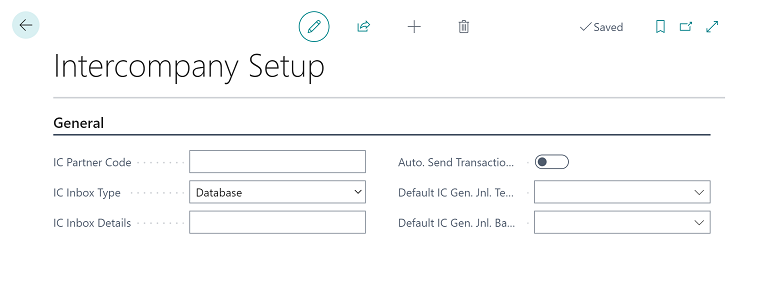 Saved
Intercompany Setup
General
IC Partner Code
IC Inbox Type Database
IC Inbox Details
Auto. Send Transactio...
Default IC Gen. Jnl. Te...
Default IC Gen. Jnl. Ba...